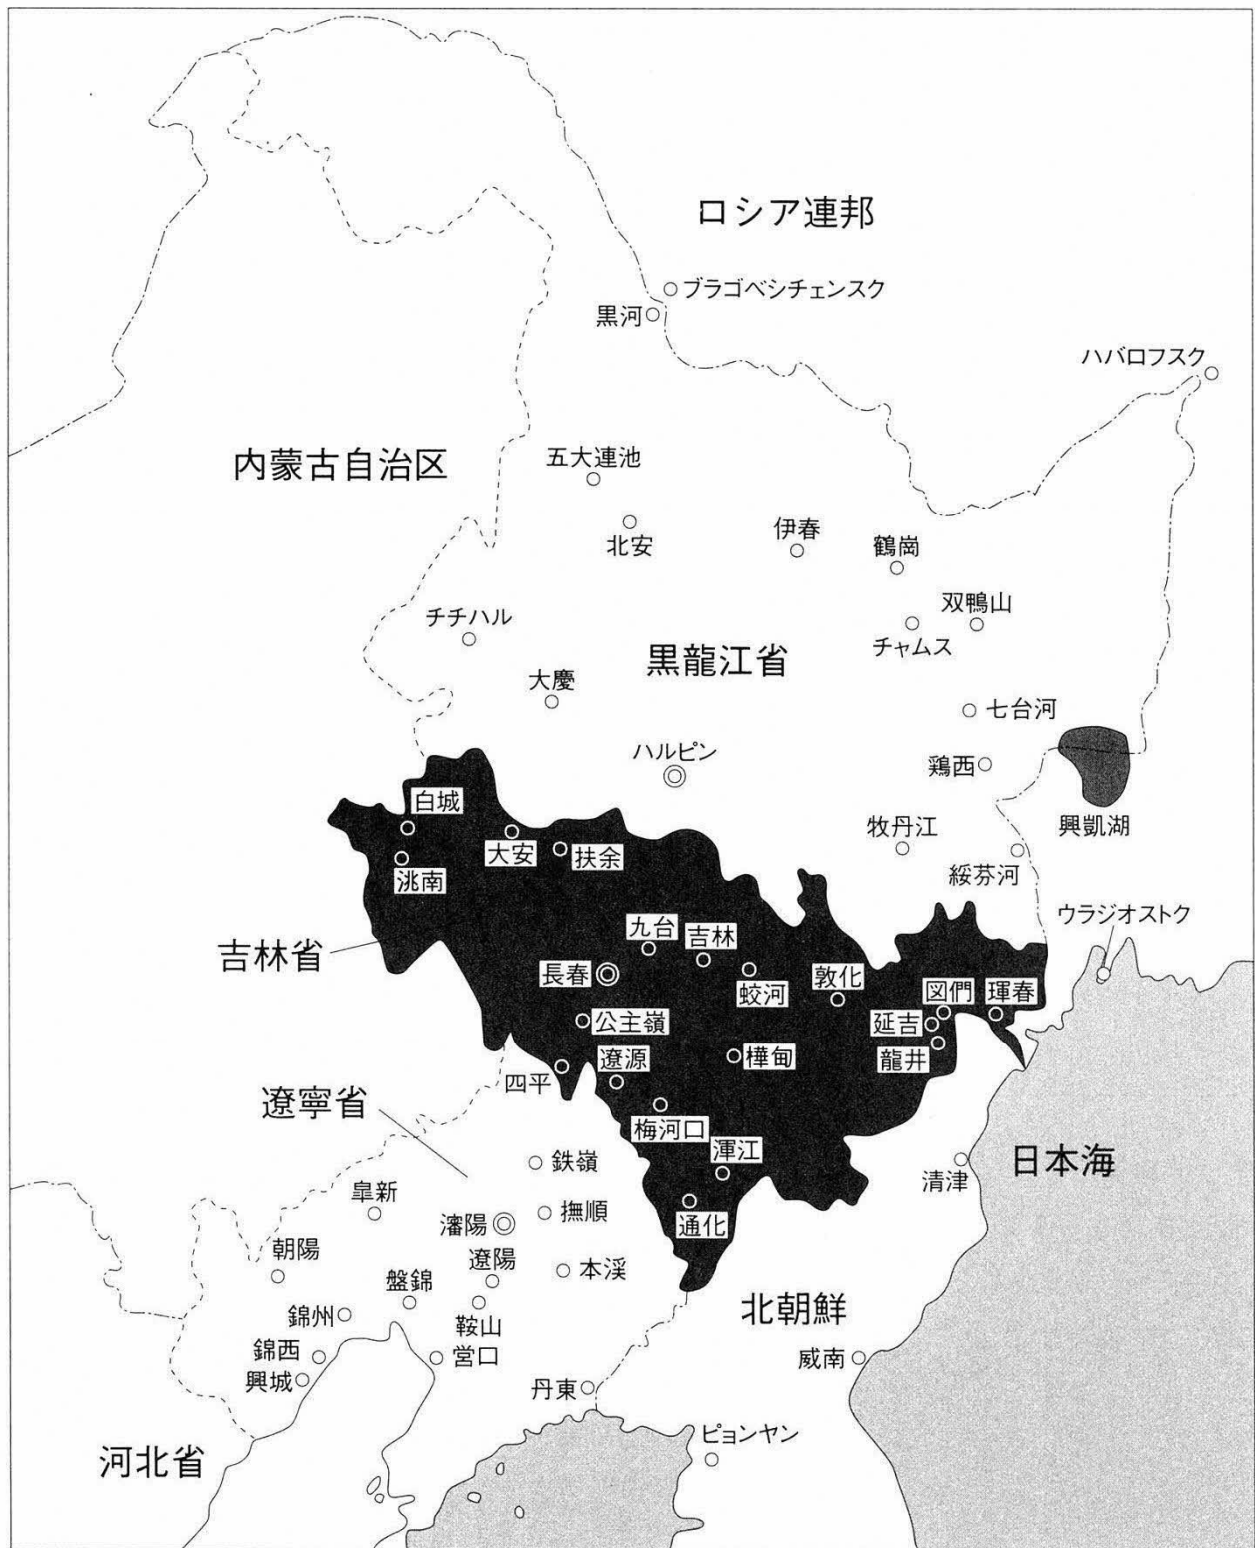 ロシア連邦
ブラゴベシチェンスク
黒河
ハバロフスク
内蒙古自治区
五大連池
北安
伊春
鶴崗
双鴨山
チャムス
チチハル
黒龍江省
大慶
七台河
ハルピン
鶏西
白城
大安
扶余
牡丹江
興凱湖
綏芬河
洮南
ウラジオストク
吉林省
九台
吉林
長春
蛟河
敦化
図們
琿春
延吉
公主嶺
龍井
遼源
樺甸
四平
遼寧省
梅河口
渾江
日本海
鉄嶺
清津
阜新
撫順
瀋陽
通化
朝陽
遼陽
本渓
盤錦
北朝鮮
錦州
鞍山
錦西
営口
威南
興城
丹東
河北省
ピョンヤン